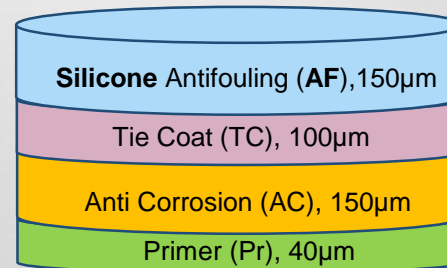 Silicone Antifouling (AF),150µm
Tie Coat (TC), 100µm
Anti Corrosion (AC), 150µm
Primer (Pr), 40µm